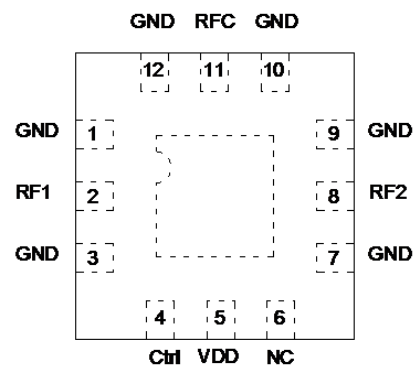 GND RFC GND
12 11 10
GND 1 9 GND
RF1 2 8 RF2
GND 3 7 GND
4 5 6
Ctrl VDD NC